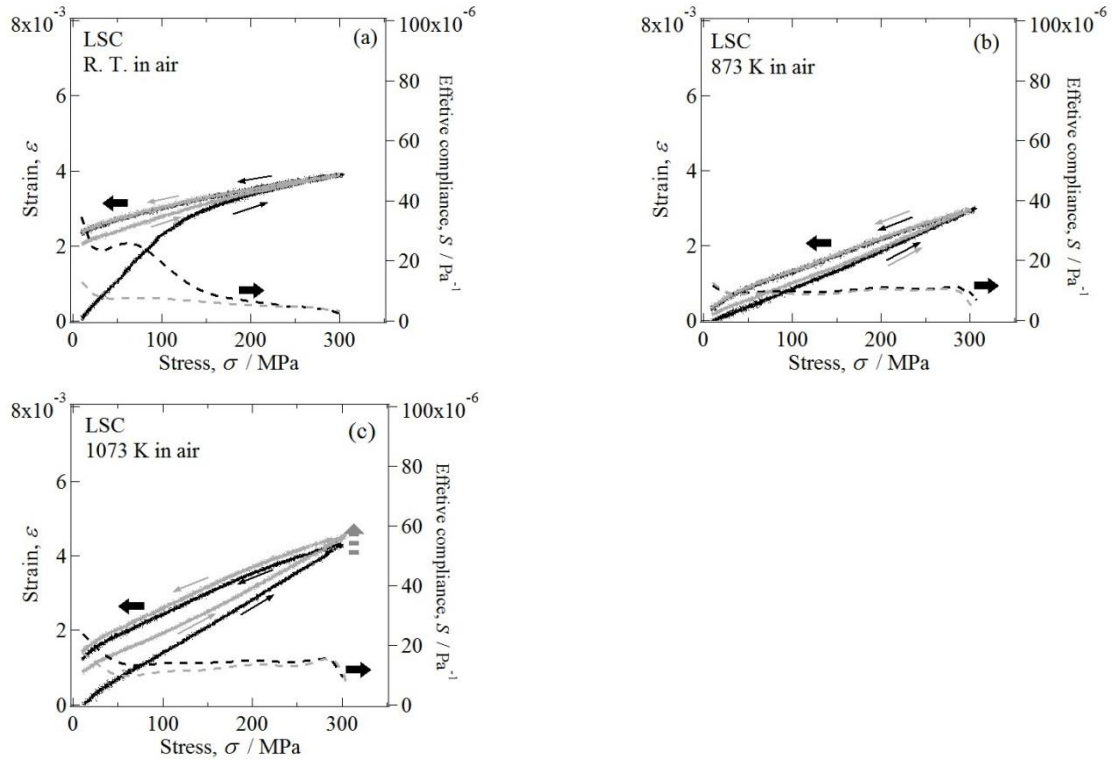 8x10⁻³
LSC
R. T. in air
(a)
100x10⁻⁶
6
80
4
60
2
40
0
20
0
Strain, ε
Effetive compliance, S / Pa⁻¹
0 100 200 300
Stress, σ / MPa
8x10⁻³
LSC
873 K in air
(b)
100x10⁻⁶
6
80
4
60
2
40
0
20
0
Strain, ε
Effetive compliance, S / Pa⁻¹
0 100 200 300
Stress, σ / MPa
8x10⁻³
LSC
1073 K in air
(c)
100x10⁻⁶
6
80
4
60
2
40
0
20
0
Strain, ε
Effetive compliance, S / Pa⁻¹
0 100 200 300
Stress, σ / MPa